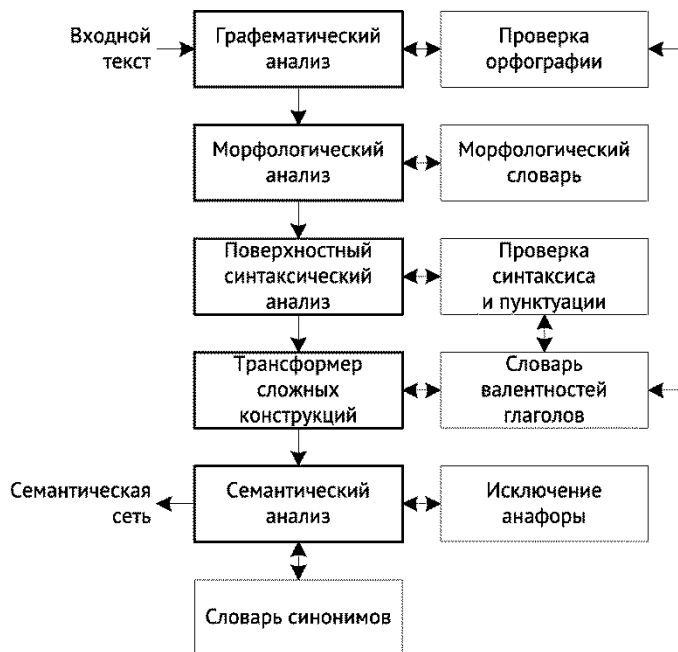 Входной
текст
Графематический
анализ
Проверка
орфографии
Морфологический
анализ
Морфологический
словарь
Поверхностный
синтаксический
анализ
Проверка
синтаксиса
и пунктуации
Трансформер
сложных
конструкций
Словарь
валентностей
глаголов
Семантическая
сеть
Семантический
анализ
Исключение
анафоры
Словарь синонимов